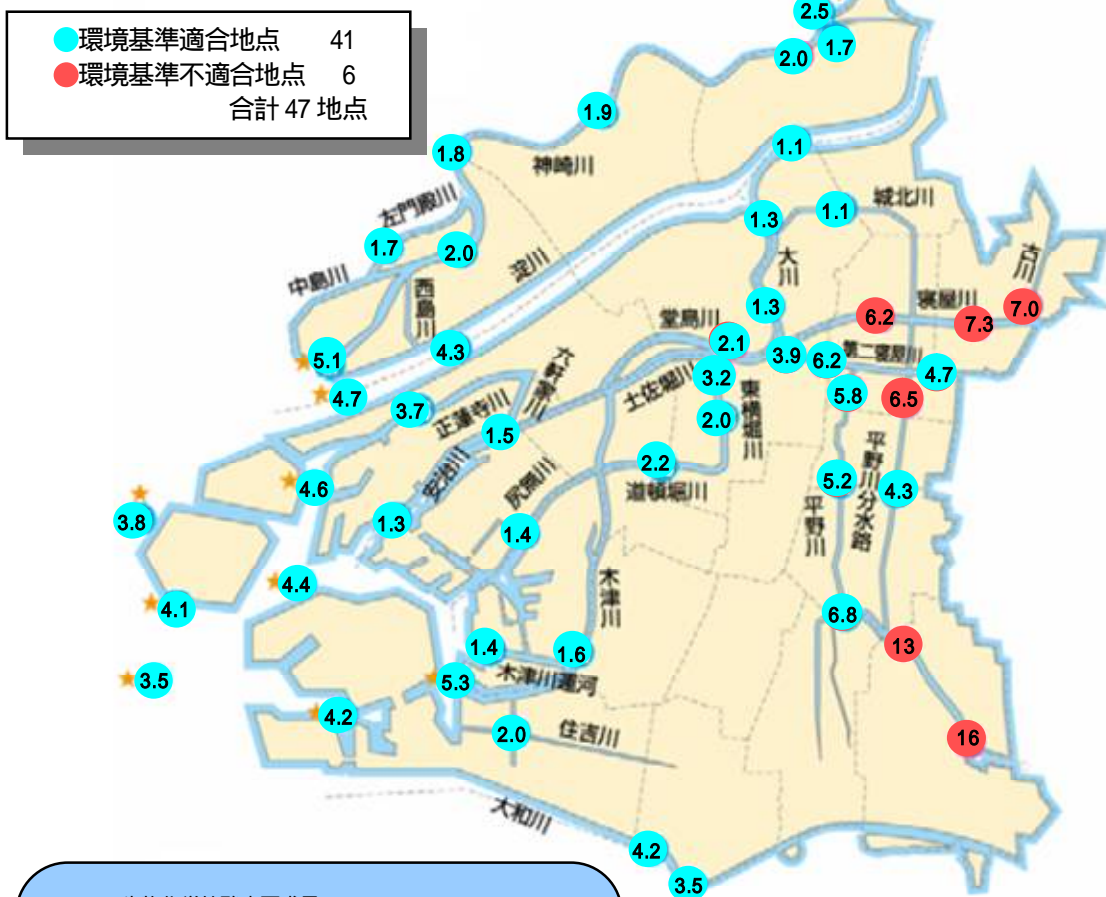 環境基準適合地点 41
環境基準不適合地点 6
合計 47 地点
2.5
2.0
1.7
1.9
1.8
神崎川
1.1
左門殿川
1.3
1.1
城北川
1.7
2.0
淀川
大川
古川
中島川
西島川
1.3
寝屋川
6.2
7.3
7.0
堂島川
2.1
5.1
4.3
3.9
6.2
第二寝屋川
4.7
六軒家川
4.7
3.7
正蓮寺川
土佐堀川
3.2
東横堀川
5.8
6.5
2.0
1.5
安治川
尻無川
2.2
道頓堀川
平野川分水路
5.2
4.3
平野川
4.6
3.8
1.3
1.4
4.4
4.1
木津川
6.8
1.4
1.6
13
木津川運河
3.5
5.3
4.2
2.0
住吉川
16
大和川
4.2
3.5